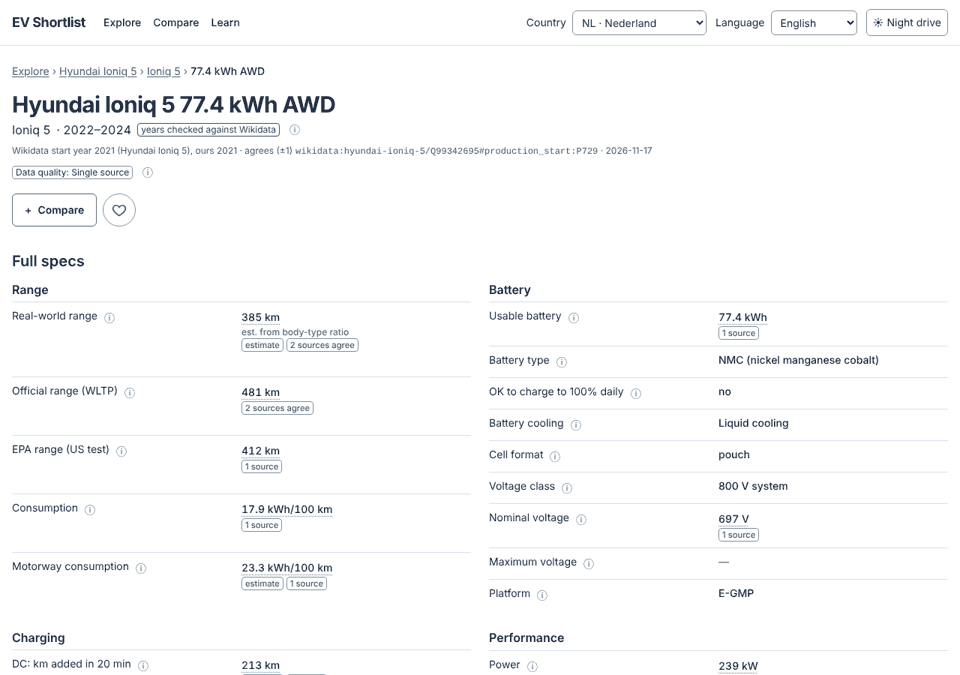 EV Shortlist Explore Compare Learn Country NL · Nederland Language English Night drive
Explore › Hyundai Ioniq 5 › Ioniq 5 › 77.4 kWh AWD
Hyundai Ioniq 5 77.4 kWh AWD
Ioniq 5 · 2022–2024 years checked against Wikidata
Wikidata start year 2021 (Hyundai Ioniq 5), ours 2021 · agrees (±1) wikidata:hyundai-ioniq-5/Q99342695#production_start:P729 · 2026-11-17
Data quality: Single source
+ Compare
Full specs
Range
Real-world range 385 km
est. from body-type ratio
estimate 2 sources agree
Official range (WLTP) 481 km
2 sources agree
EPA range (US test) 412 km
1 source
Consumption 17.9 kWh/100 km
1 source
Motorway consumption 23.3 kWh/100 km
estimate 1 source
Battery
Usable battery 77.4 kWh
1 source
Battery type NMC (nickel manganese cobalt)
OK to charge to 100% daily no
Battery cooling Liquid cooling
Cell format pouch
Voltage class 800 V system
Nominal voltage 697 V
1 source
Maximum voltage —
Platform E-GMP
Charging
DC: km added in 20 min 213 km
Performance
Power 239 kW